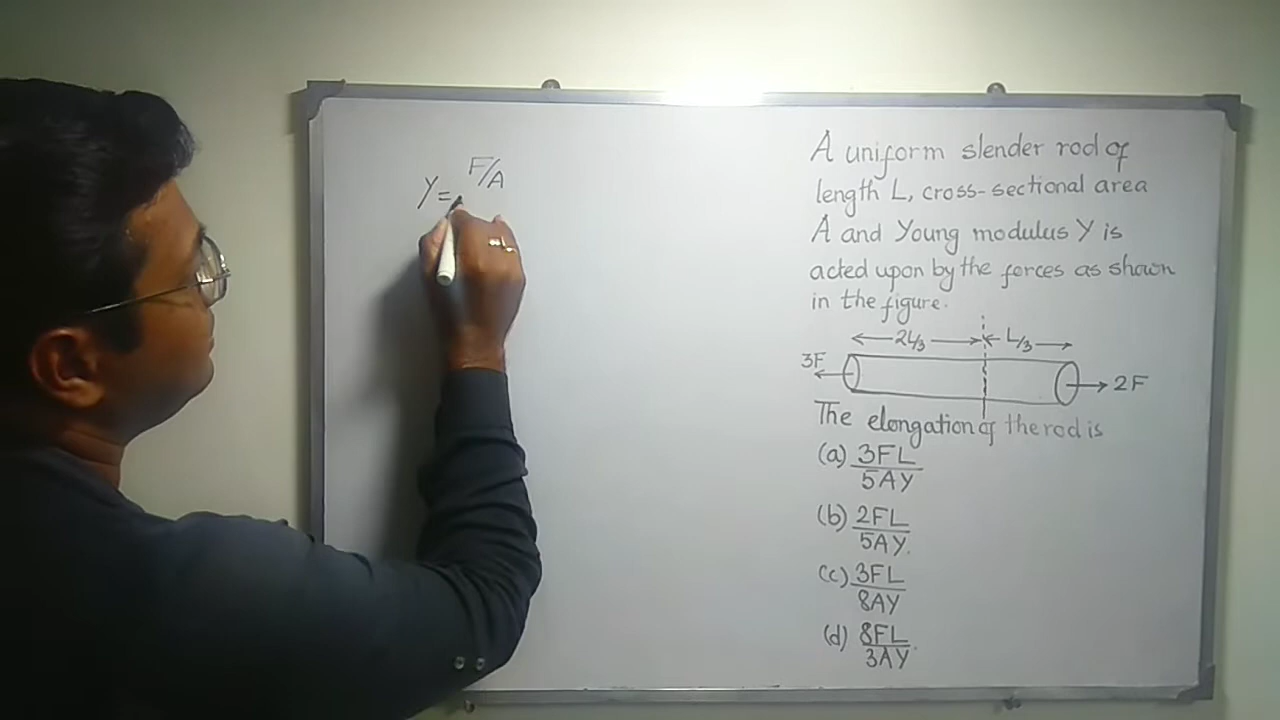 Y = F/A
A uniform slender rod of
length L, cross-sectional area
A and Young modulus Y is
acted upon by the forces as shown
in the figure.
2L/3 L/3
3F 2F
The elongation of the rod is
(a) 3FL/5AY
(b) 2FL/5AY.
(c) 3FL/8AY
(d) 8FL/3AY.